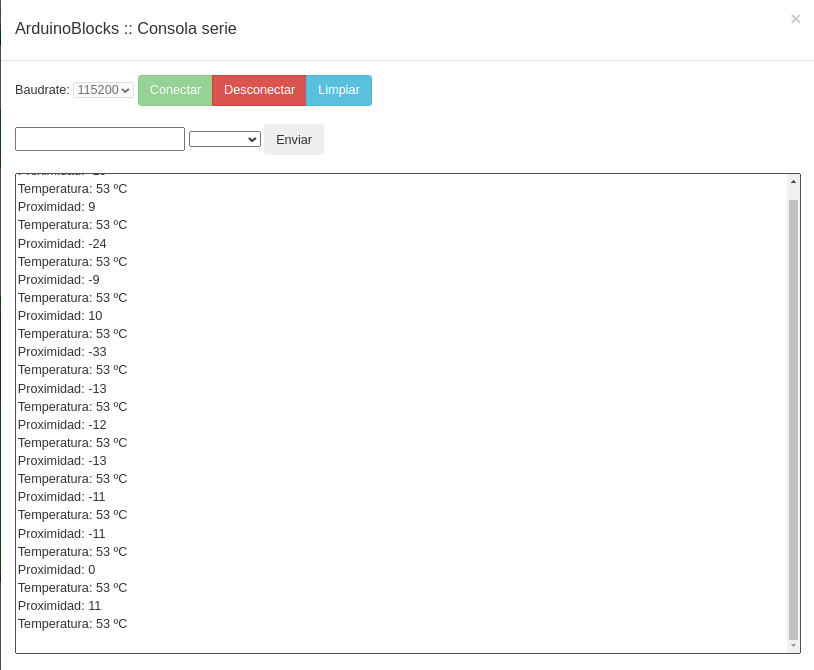 ArduinoBlocks :: Consola serie
×
Baudrate: 115200 Conectar Desconectar Limpiar
Enviar
Temperatura: 53 ºC
Proximidad: 9
Temperatura: 53 ºC
Proximidad: -24
Temperatura: 53 ºC
Proximidad: -9
Temperatura: 53 ºC
Proximidad: 10
Temperatura: 53 ºC
Proximidad: -33
Temperatura: 53 ºC
Proximidad: -13
Temperatura: 53 ºC
Proximidad: -12
Temperatura: 53 ºC
Proximidad: -13
Temperatura: 53 ºC
Proximidad: -11
Temperatura: 53 ºC
Proximidad: -11
Temperatura: 53 ºC
Proximidad: 0
Temperatura: 53 ºC
Proximidad: 11
Temperatura: 53 ºC